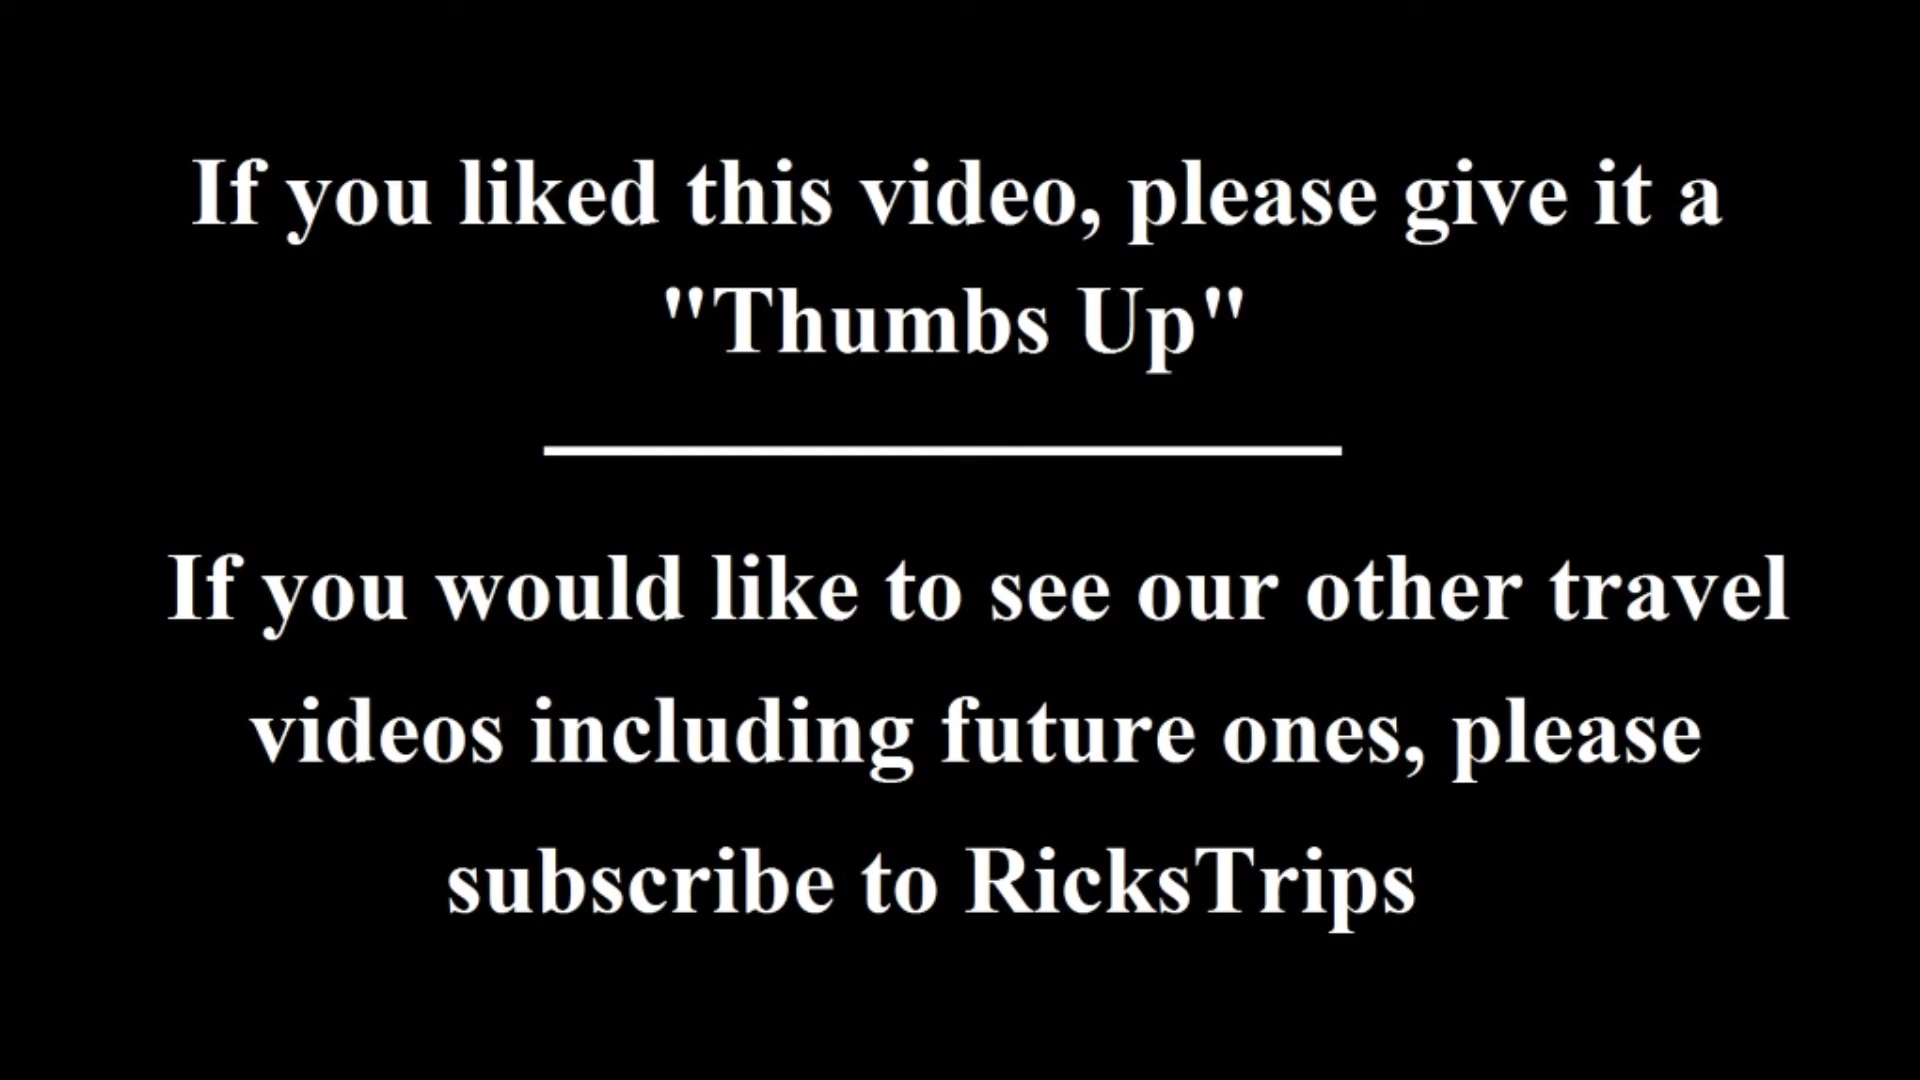 If you liked this video, please give it a
"Thumbs Up"
If you would like to see our other travel
videos including future ones, please
subscribe to RicksTrips